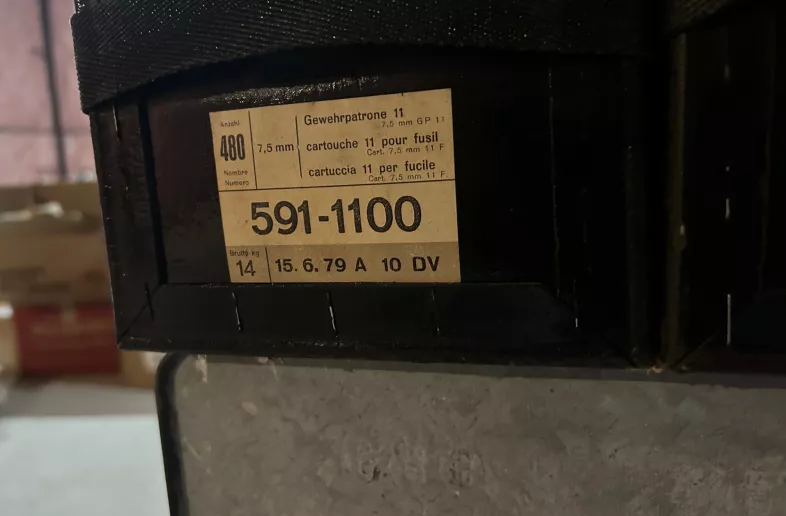 Anzahl
480
Nombre
Numero
7,5 mm
Gewehrpatrone 11
7,5 mm GP 11
cartouche 11 pour fusil
Cart. 7,5 mm 11 F
cartuccia 11 per fucile
Cart. 7,5 mm 11 F
591-1100
Brutto kg
14
15. 6. 79 A 10 DV